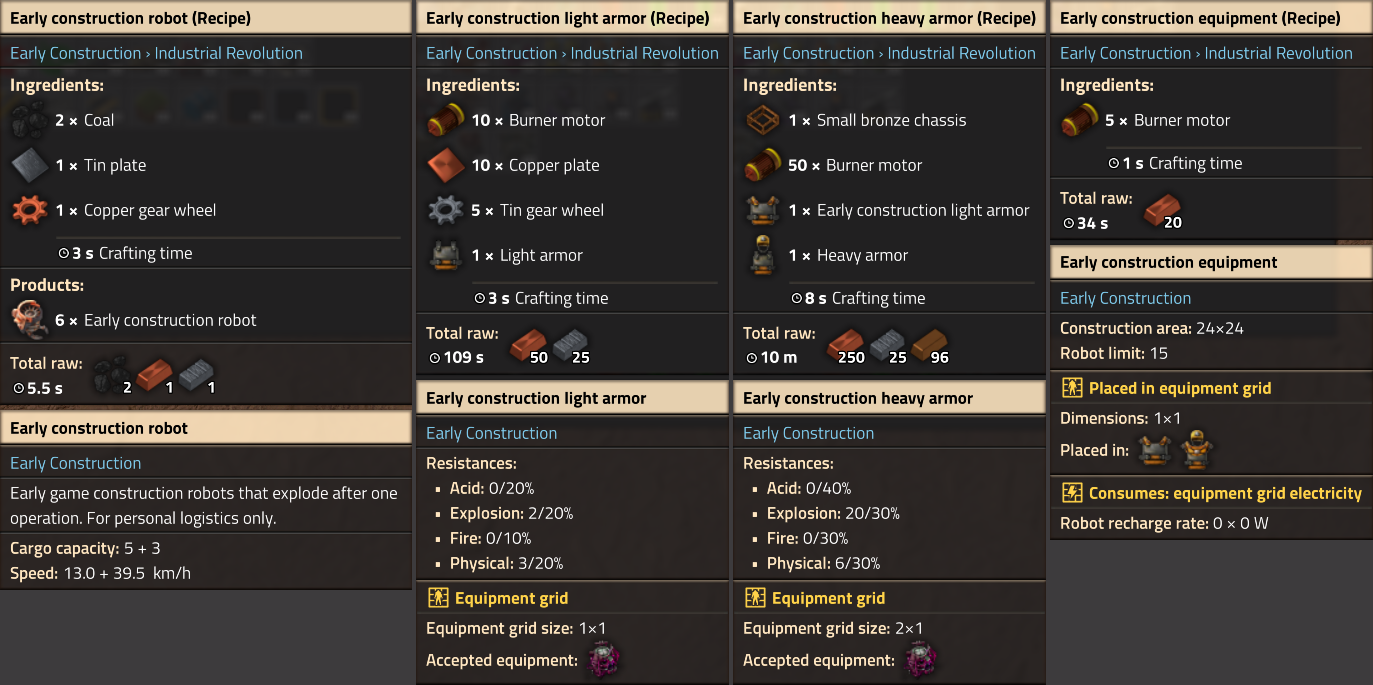 Early construction robot (Recipe)
Early Construction › Industrial Revolution
Ingredients:
2 × Coal
1 × Tin plate
1 × Copper gear wheel
3 s Crafting time
Products:
6 × Early construction robot
Total raw:
5.5 s 2 1 1
Early construction robot
Early Construction
Early game construction robots that explode after one
operation. For personal logistics only.
Cargo capacity: 5 + 3
Speed: 13.0 + 39.5 km/h
Early construction light armor (Recipe)
Early Construction › Industrial Revolution
Ingredients:
10 × Burner motor
10 × Copper plate
5 × Tin gear wheel
1 × Light armor
3 s Crafting time
Total raw:
109 s 50 25
Early construction light armor
Early Construction
Resistances:
▪ Acid: 0/20%
▪ Explosion: 2/20%
▪ Fire: 0/10%
▪ Physical: 3/20%
Equipment grid
Equipment grid size: 1×1
Accepted equipment:
Early construction heavy armor (Recipe)
Early Construction › Industrial Revolution
Ingredients:
1 × Small bronze chassis
50 × Burner motor
1 × Early construction light armor
1 × Heavy armor
8 s Crafting time
Total raw:
10 m 250 25 96
Early construction heavy armor
Early Construction
Resistances:
▪ Acid: 0/40%
▪ Explosion: 20/30%
▪ Fire: 0/30%
▪ Physical: 6/30%
Equipment grid
Equipment grid size: 2×1
Accepted equipment:
Early construction equipment (Recipe)
Early Construction › Industrial Revolution
Ingredients:
5 × Burner motor
1 s Crafting time
Total raw:
34 s 20
Early construction equipment
Early Construction
Construction area: 24×24
Robot limit: 15
Placed in equipment grid
Dimensions: 1×1
Placed in:
Consumes: equipment grid electricity
Robot recharge rate: 0 × 0 W